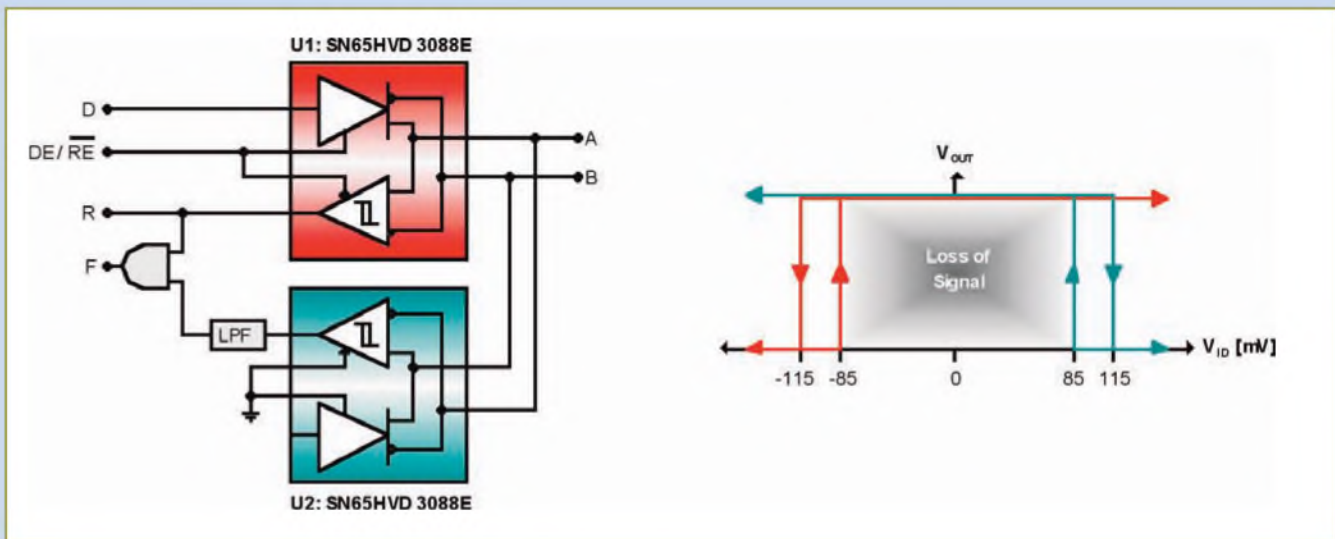 U1: SN65HVD 3088E
D
DE/RE
R
F
LPF
A
B
U2: SN65HVD 3088E
VOUT
Loss of
Signal
VID [mV]
-115 -85 0 85 115